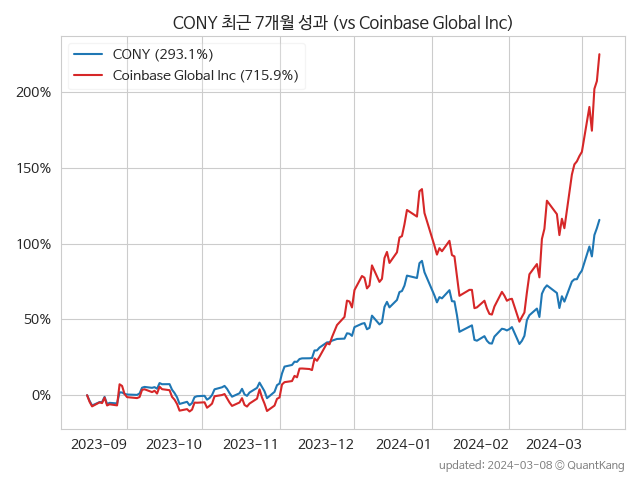 CONY 최근 7개월 성과 (vs Coinbase Global Inc)
CONY (293.1%)
Coinbase Global Inc (715.9%)
200%
150%
100%
50%
0%
2023-09 2023-10 2023-11 2023-12 2024-01 2024-02 2024-03
updated: 2024-03-08 © QuantKang